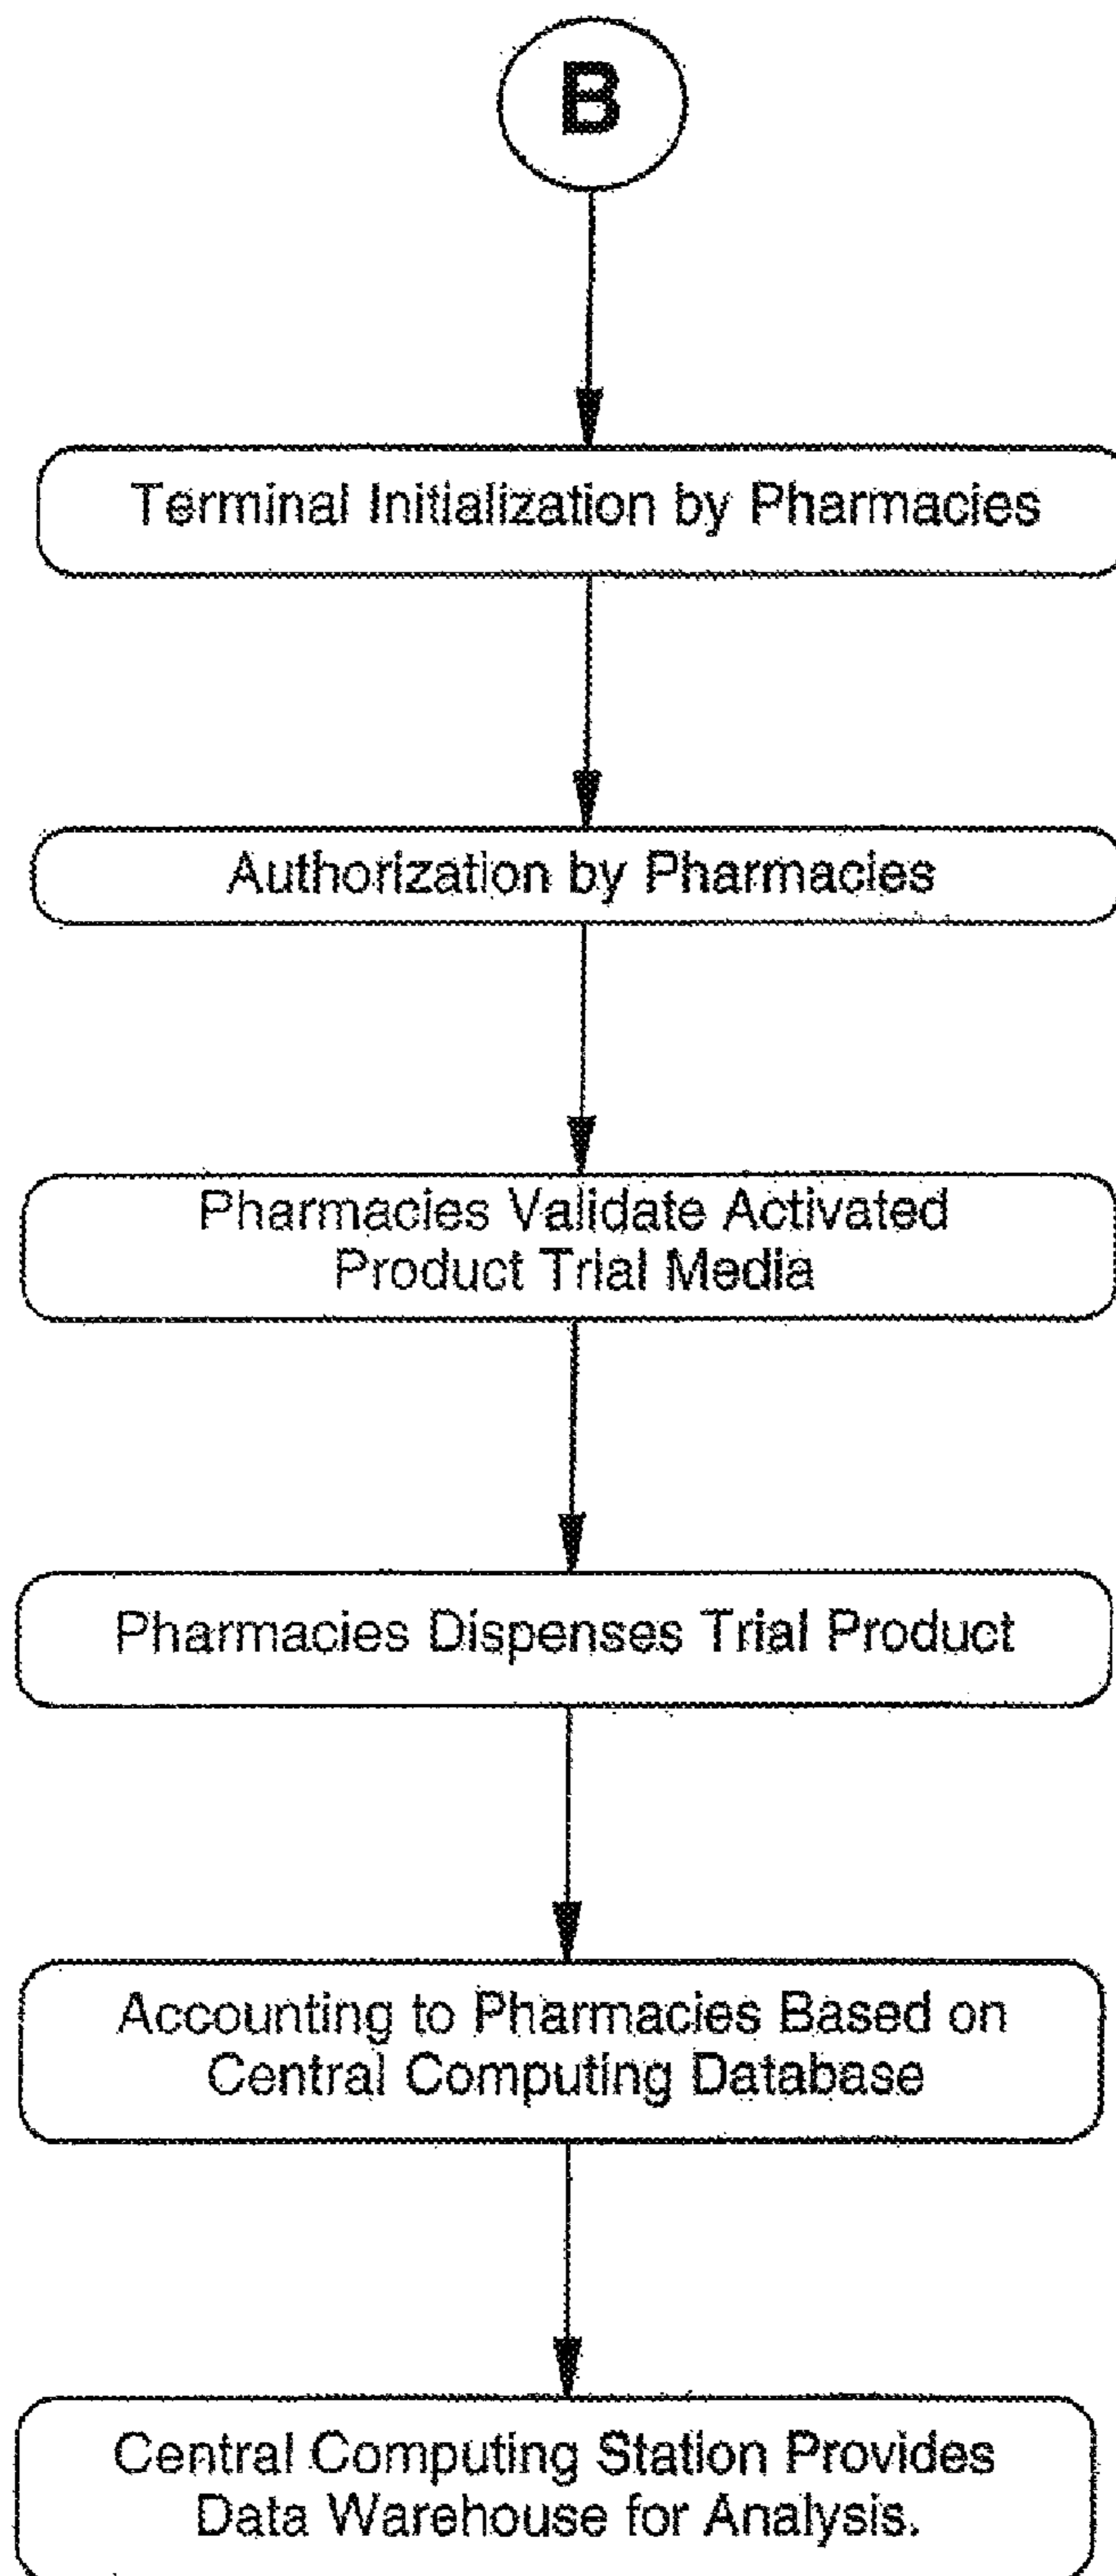 B
Terminal Initialization by Pharmacies
Authorization by Pharmacies
Pharmacies Validate Activated
Product Trial Media
Pharmacies Dispenses Trial Product
Accounting to Pharmacies Based on
Central Computing Database
Central Computing Station Provides
Data Warehouse for Analysis.